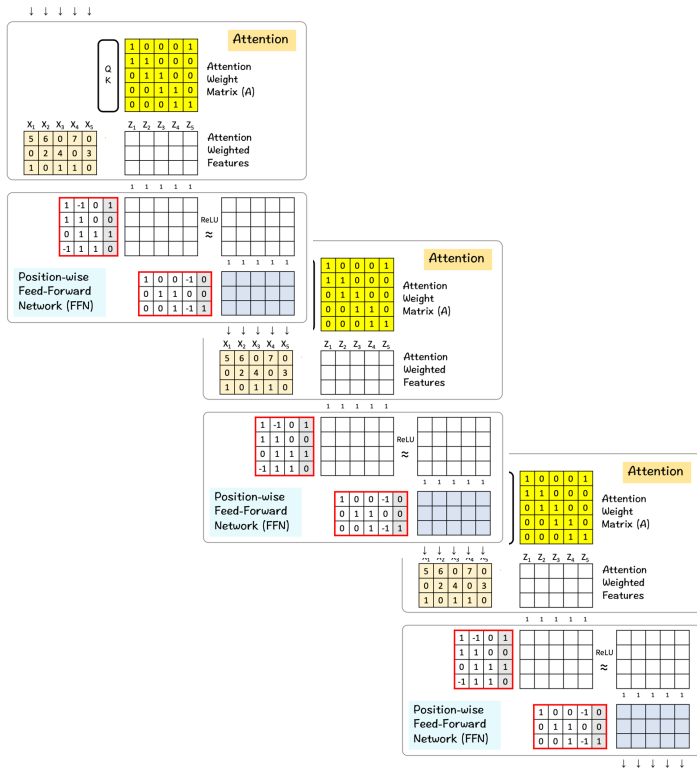 Attention
Q
K
1 0 0 0 1
1 1 0 0 0
0 1 1 0 0
0 0 1 1 0
0 0 0 1 1
Attention
Weight
Matrix (A)
X1 X2 X3 X4 X5
5 6 0 7 0
0 2 4 0 3
1 0 1 1 0
Z1 Z2 Z3 Z4 Z5
Attention
Weighted
Features
1 1 1 1 1
1 -1 0 1
1 1 0 0
0 1 1 1
-1 1 1 0
ReLU
≈
1 1 1 1 1
Position-wise
Feed-Forward
Network (FFN)
1 0 0 -1 0
0 1 1 0 0
0 0 1 -1 1
Attention
1 0 0 0 1
1 1 0 0 0
0 1 1 0 0
0 0 1 1 0
0 0 0 1 1
Attention
Weight
Matrix (A)
X1 X2 X3 X4 X5
5 6 0 7 0
0 2 4 0 3
1 0 1 1 0
Z1 Z2 Z3 Z4 Z5
Attention
Weighted
Features
1 1 1 1 1
1 -1 0 1
1 1 0 0
0 1 1 1
-1 1 1 0
ReLU
≈
1 1 1 1 1
Position-wise
Feed-Forward
Network (FFN)
1 0 0 -1 0
0 1 1 0 0
0 0 1 -1 1
Attention
1 0 0 0 1
1 1 0 0 0
0 1 1 0 0
0 0 1 1 0
0 0 0 1 1
Attention
Weight
Matrix (A)
X1 X2 X3 X4 X5
5 6 0 7 0
0 2 4 0 3
1 0 1 1 0
Z1 Z2 Z3 Z4 Z5
Attention
Weighted
Features
1 1 1 1 1
1 -1 0 1
1 1 0 0
0 1 1 1
-1 1 1 0
ReLU
≈
1 1 1 1 1
Position-wise
Feed-Forward
Network (FFN)
1 0 0 -1 0
0 1 1 0 0
0 0 1 -1 1